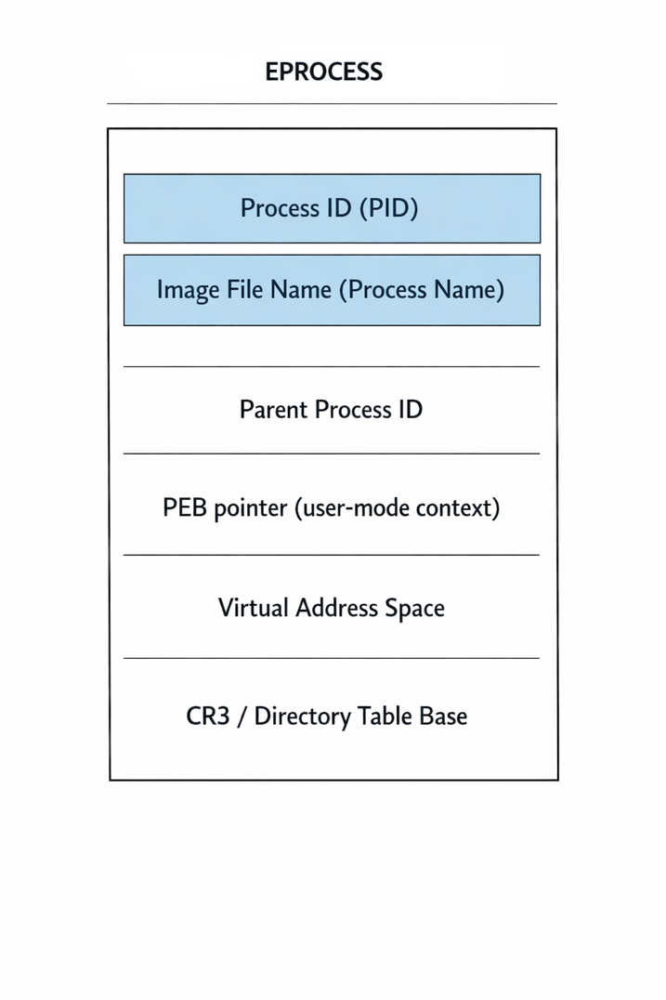 EPROCESS
Process ID (PID)
Image File Name (Process Name)
Parent Process ID
PEB pointer (user-mode context)
Virtual Address Space
CR3 / Directory Table Base